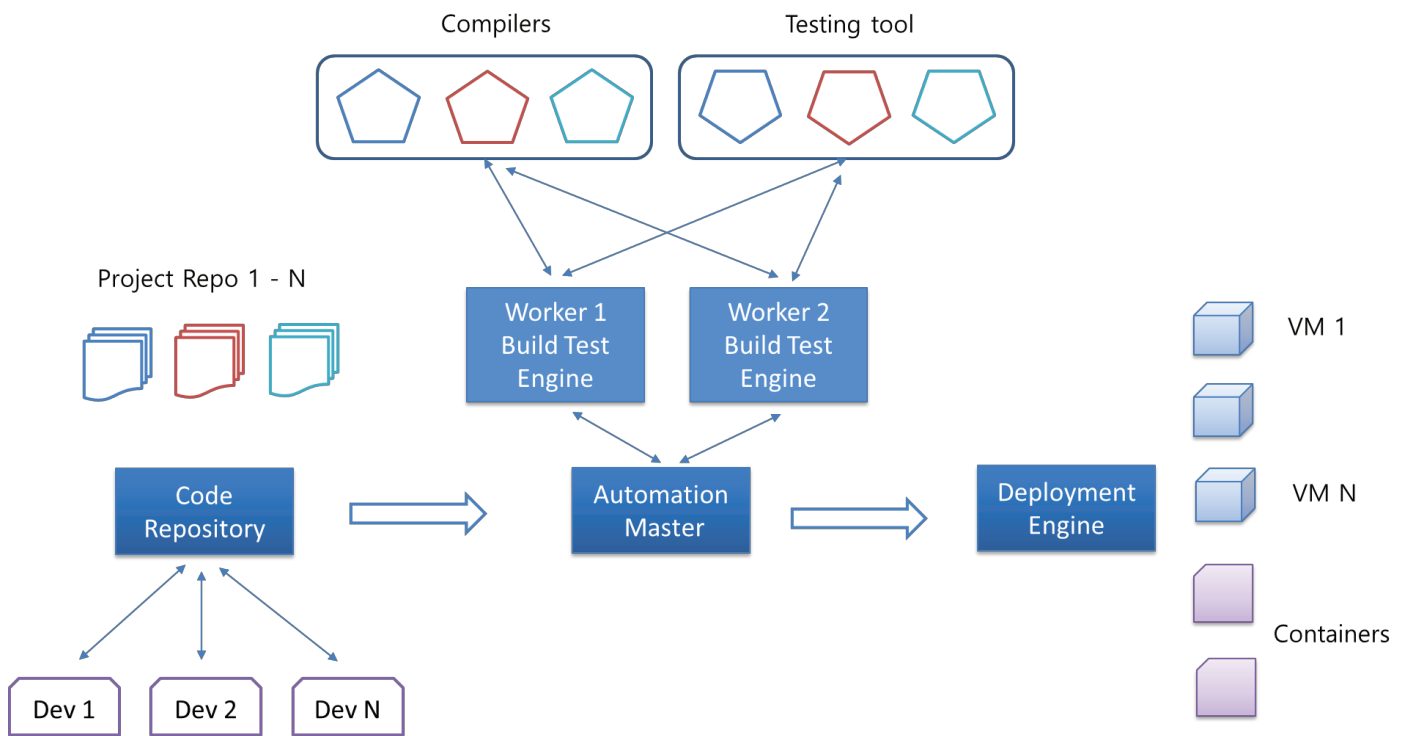 Compilers
Testing tool
Project Repo 1 - N
Worker 1
Build Test
Engine
Worker 2
Build Test
Engine
VM 1
Code
Repository
Automation
Master
Deployment
Engine
VM N
Containers
Dev 1
Dev 2
Dev N